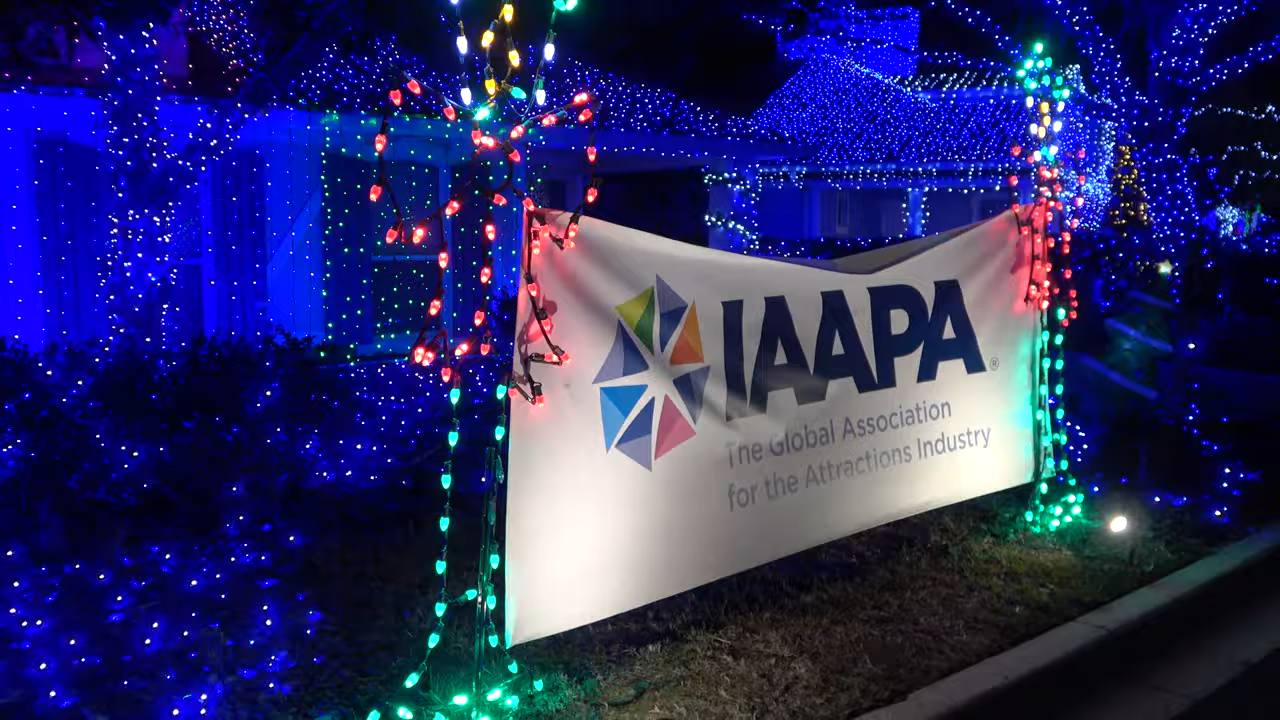 IAAPA®
The Global Association
for the Attractions Industry